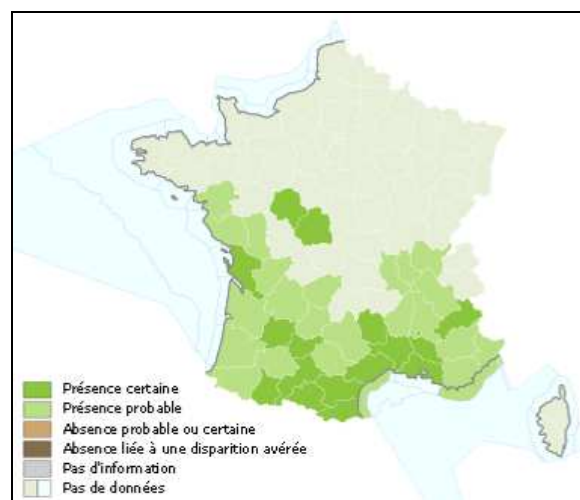 Présence certaine
Présence probable
Absence probable ou certaine
Absence liée à une disparition avérée
Pas d'information
Pas de données